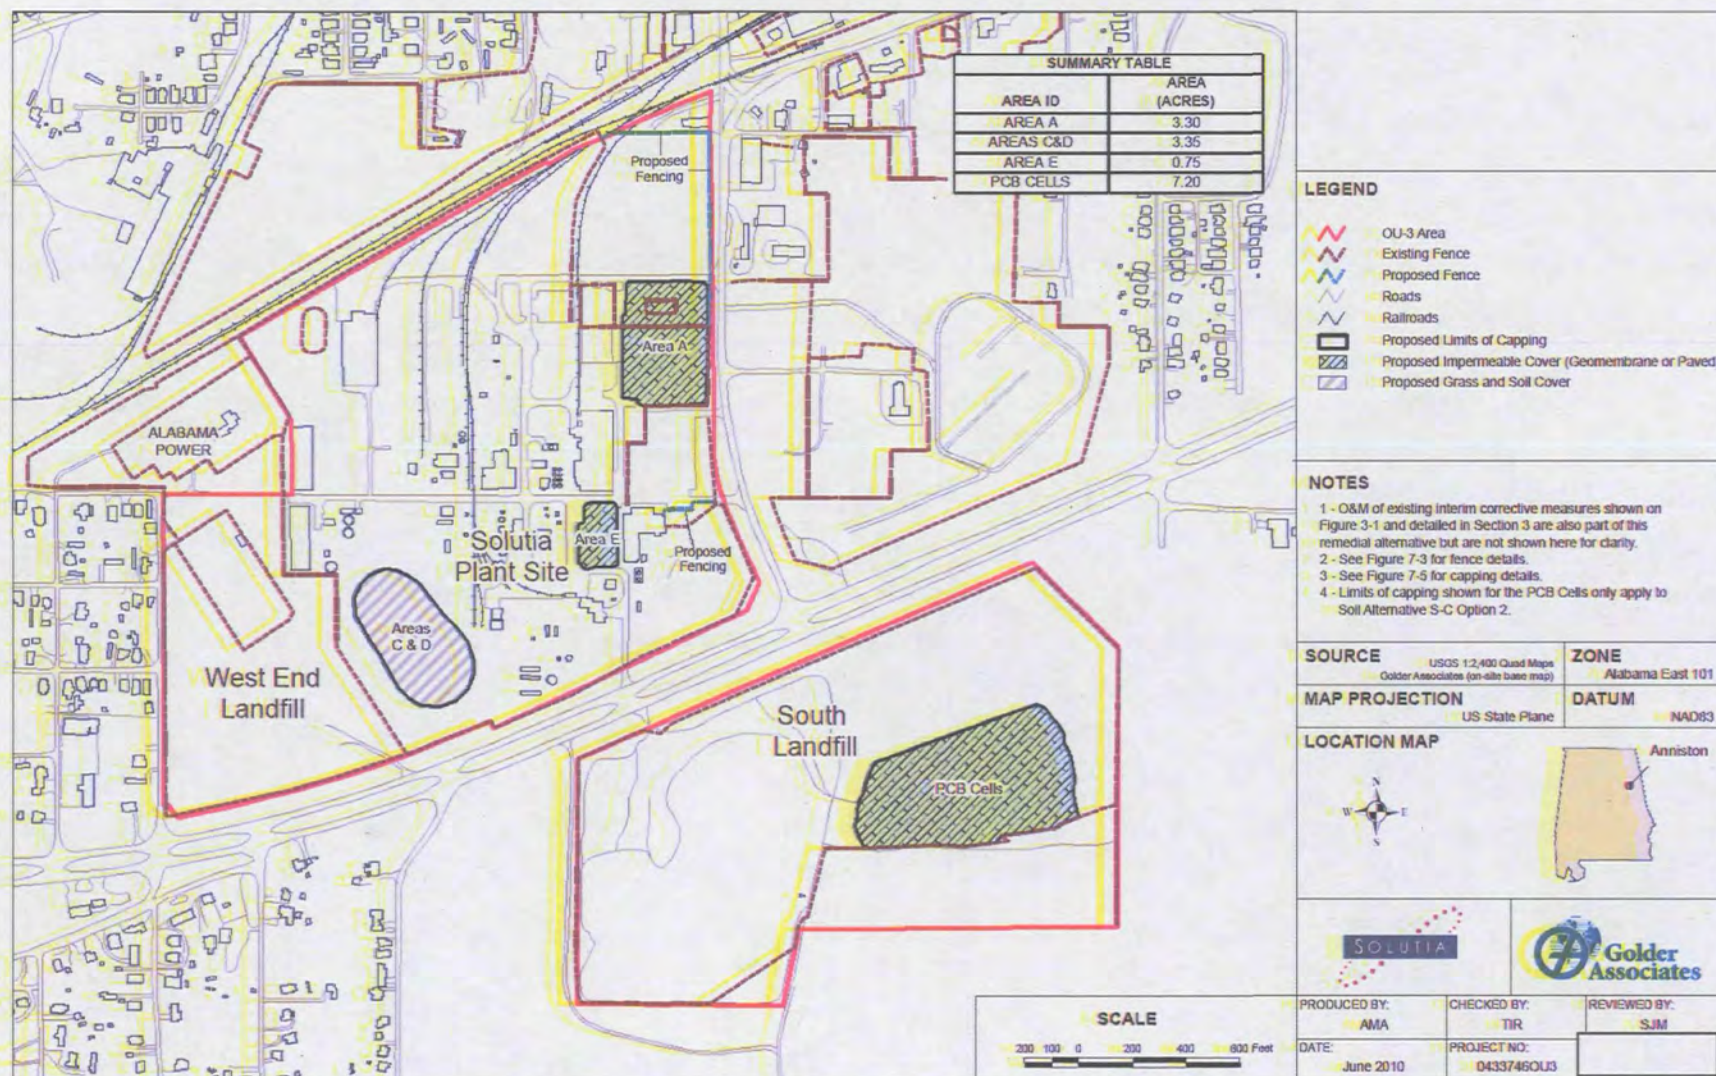 SUMMARY TABLE
AREA ID AREA (ACRES)
AREA A 3.30
AREAS C&D 3.35
AREA E 0.75
PCB CELLS 7.20
Proposed
Fencing
Area A
ALABAMA
POWER
Solutia
Plant Site
Area E
Proposed
Fencing
Areas
C & D
West End
Landfill
South
Landfill
PCB Cells
LEGEND
OU-3 Area
Existing Fence
Proposed Fence
Roads
Railroads
Proposed Limits of Capping
Proposed Impermeable Cover (Geomembrane or Paved
Proposed Grass and Soil Cover
NOTES
1 - O&M of existing interim corrective measures shown on
Figure 3-1 and detailed in Section 3 are also part of this
remedial alternative but are not shown here for clarity.
2 - See Figure 7-3 for fence details.
3 - See Figure 7-5 for capping details.
4 - Limits of capping shown for the PCB Cells only apply to
Soil Alternative S-C Option 2.
SOURCE
USGS 1:2,400 Quad Maps
Golder Associates (on-site base map)
ZONE
Alabama East 101
MAP PROJECTION
US State Plane
DATUM
NAD83
LOCATION MAP
Anniston
N
W E
S
SOLUTIA
Golder
Associates
SCALE
200 100 0 200 400 600 Feet
PRODUCED BY:
AMA
CHECKED BY:
TIR
REVIEWED BY:
SJM
DATE:
June 2010
PROJECT NO:
0433746OU3